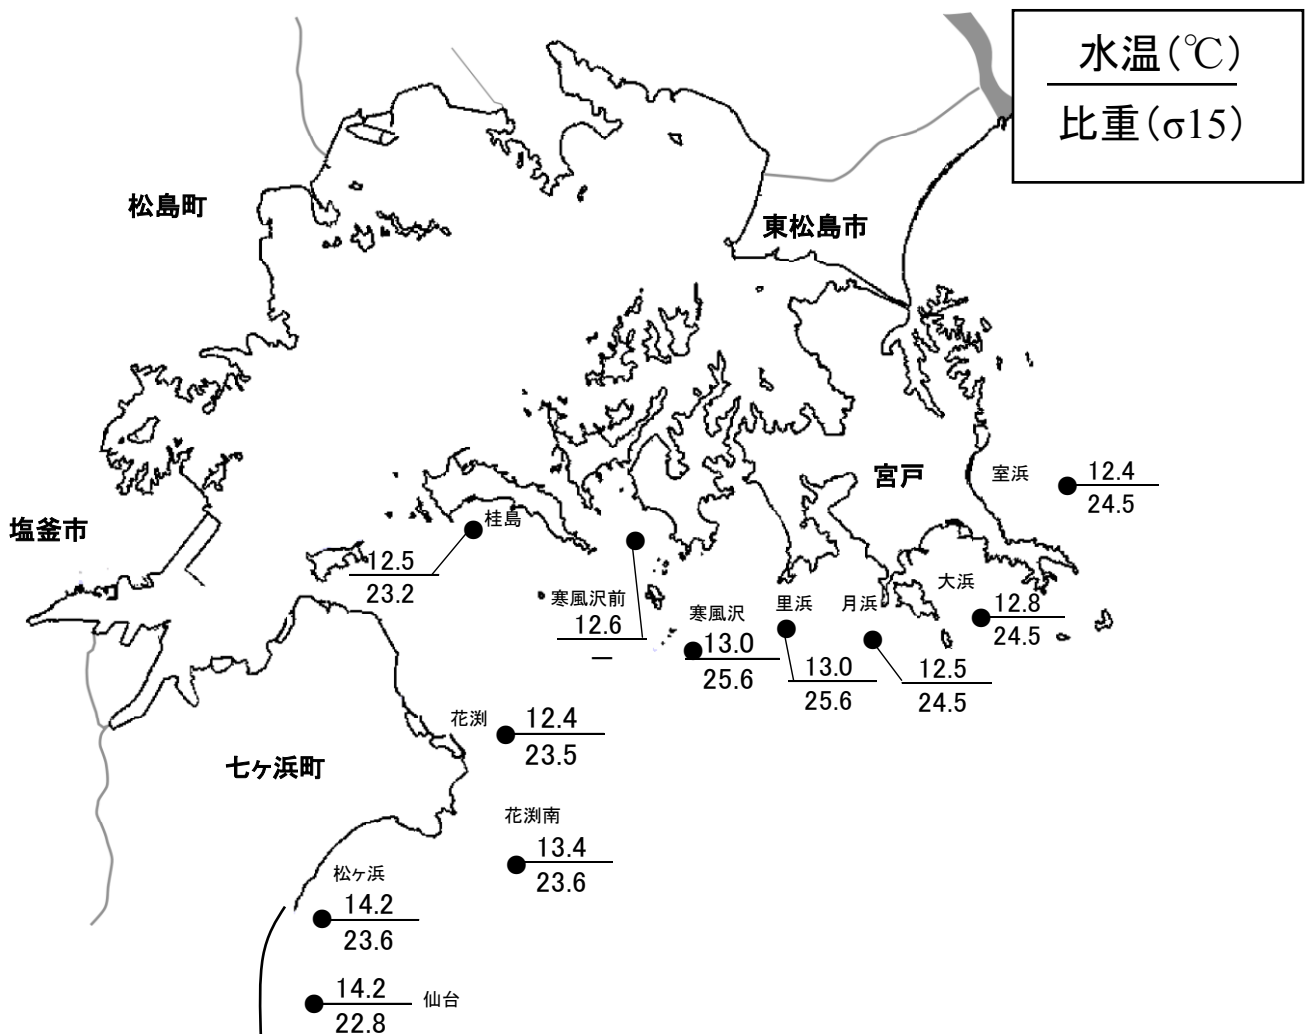 水温(℃)
比重(σ15)
松島町
東松島市
宮戸
室浜
12.4
24.5
塩釜市
桂島
12.5
23.2
寒風沢前
12.6
―
寒風沢
13.0
25.6
里浜
13.0
25.6
月浜
12.5
24.5
大浜
12.8
24.5
花渕
12.4
23.5
七ヶ浜町
花渕南
13.4
23.6
松ヶ浜
14.2
23.6
14.2
22.8
仙台